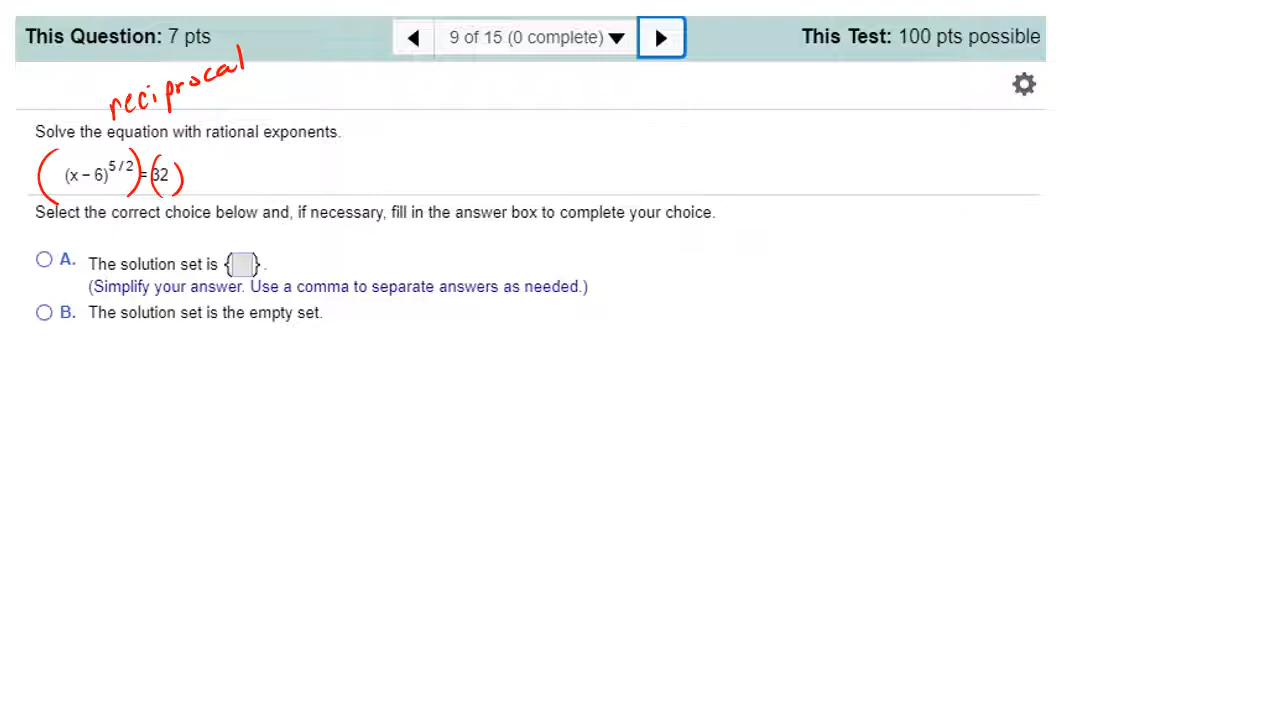 This Question: 7 pts 9 of 15 (0 complete) This Test: 100 pts possible
reciprocal
Solve the equation with rational exponents.
((x − 6)^5/2) = (32)
Select the correct choice below and, if necessary, fill in the answer box to complete your choice.
A. The solution set is { }.
(Simplify your answer. Use a comma to separate answers as needed.)
B. The solution set is the empty set.